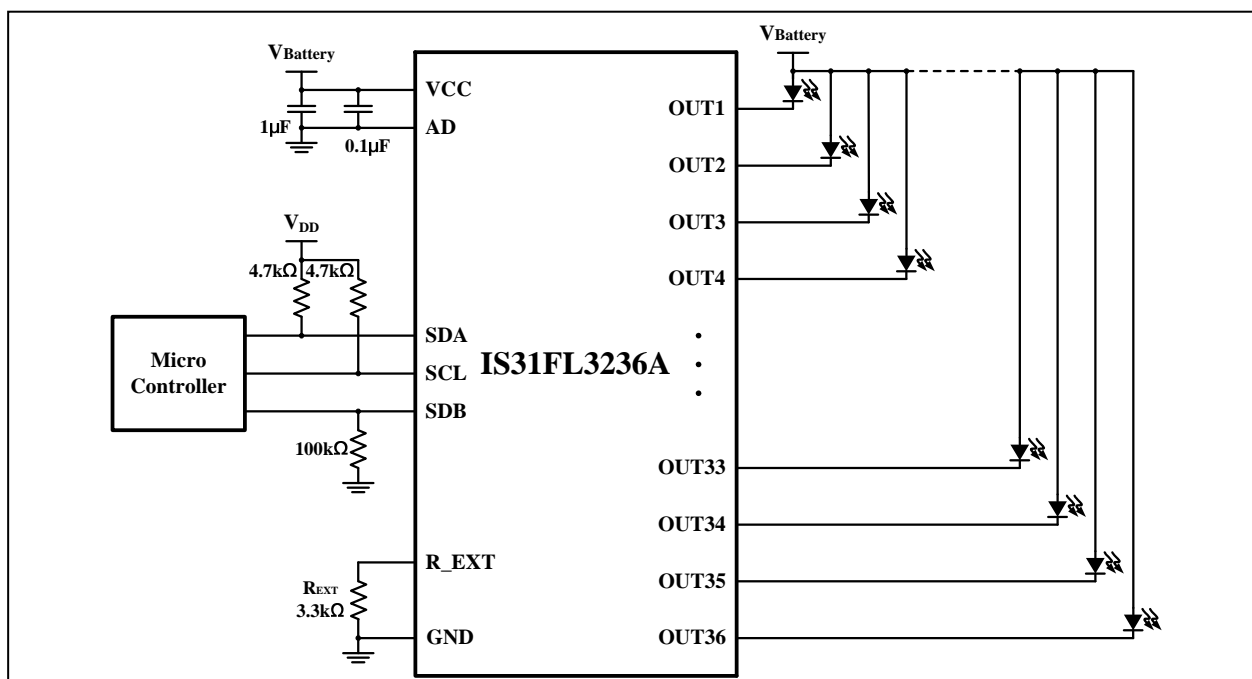 VBattery
1µF
0.1µF
VCC
AD
VDD
4.7kΩ 4.7kΩ
Micro
Controller
SDA
SCL
SDB
100kΩ
R_EXT
REXT
3.3kΩ
GND
IS31FL3236A
VBattery
OUT1
OUT2
OUT3
OUT4
OUT33
OUT34
OUT35
OUT36